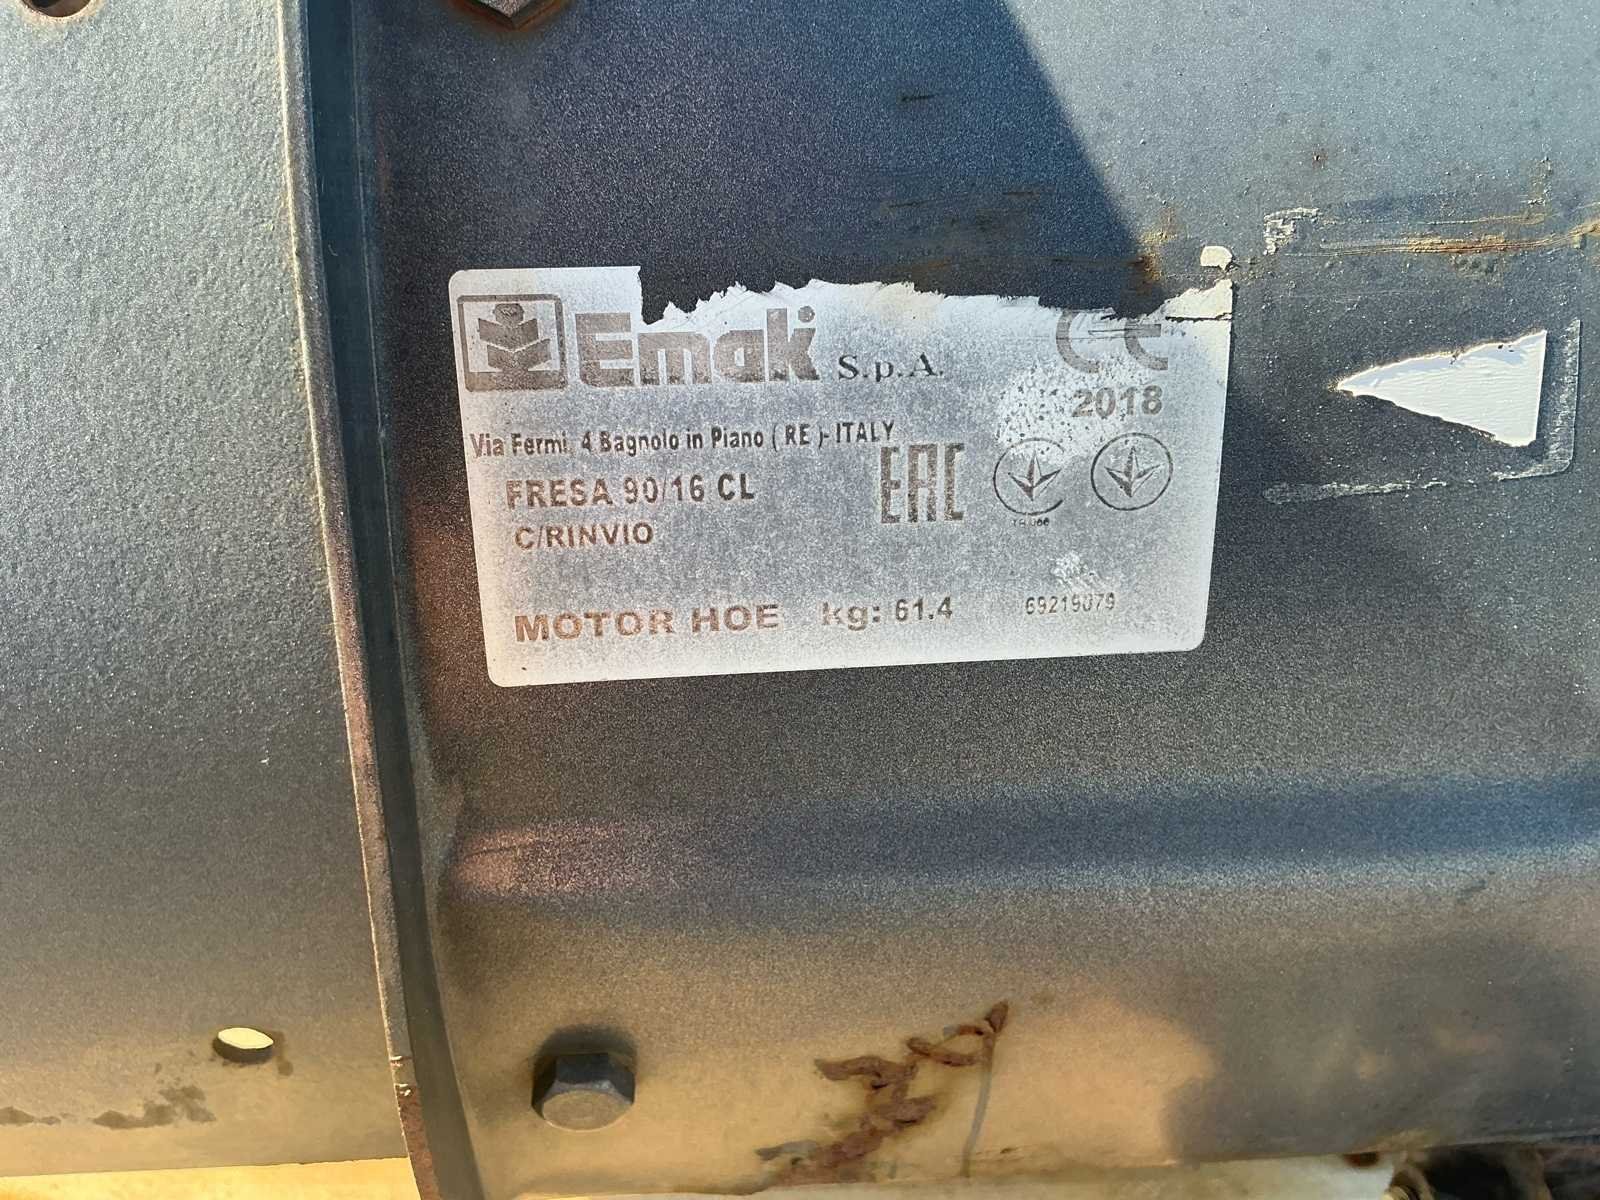 Emak S.p.A.
CE
2018
Via Fermi, 4 Bagnolo in Piano ( RE )- ITALY
EAC
FRESA 90/16 CL
C/RINVIO
MOTOR HOE kg: 61.4 69219079